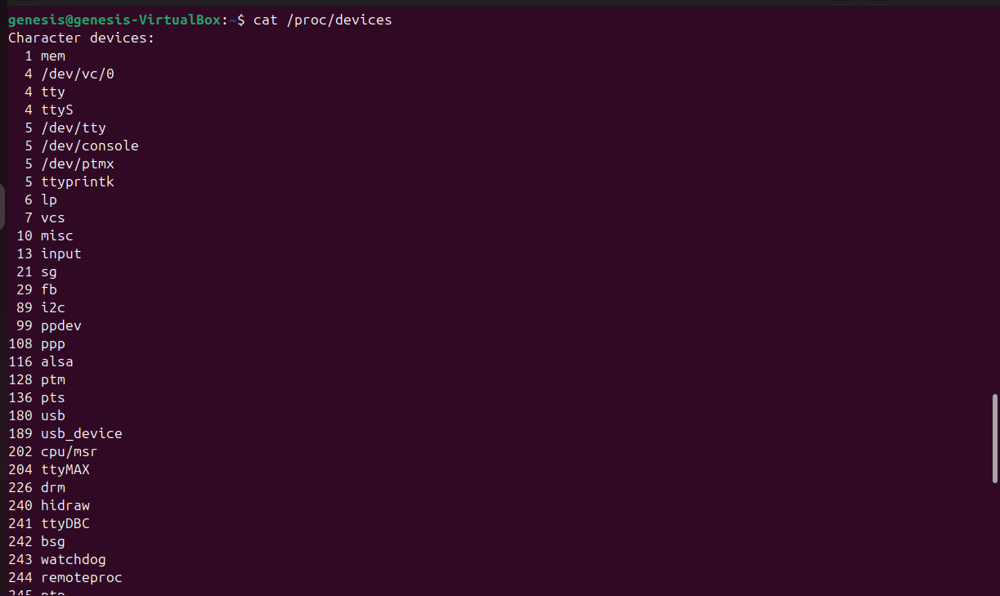 genesis@genesis-VirtualBox:~$ cat /proc/devices
Character devices:
  1 mem
  4 /dev/vc/0
  4 tty
  4 ttyS
  5 /dev/tty
  5 /dev/console
  5 /dev/ptmx
  5 ttyprintk
  6 lp
  7 vcs
 10 misc
 13 input
 21 sg
 29 fb
 89 i2c
 99 ppdev
108 ppp
116 alsa
128 ptm
136 pts
180 usb
189 usb_device
202 cpu/msr
204 ttyMAX
226 drm
240 hidraw
241 ttyDBC
242 bsg
243 watchdog
244 remoteproc
245 ptp